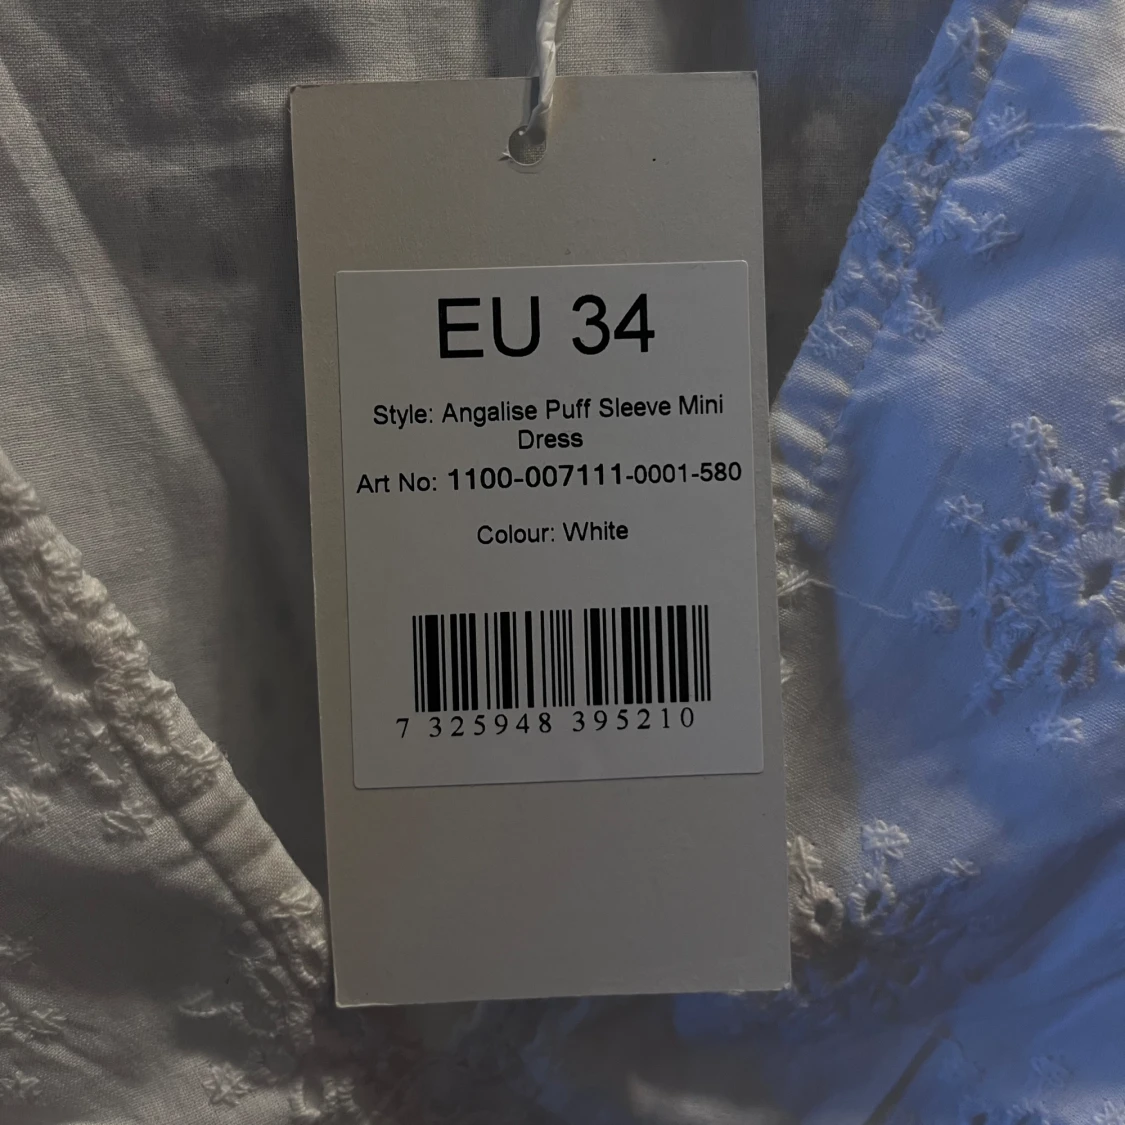 EU 34
Style: Angalise Puff Sleeve Mini
Dress
Art No: 1100-007111-0001-580
Colour: White
7 325948 395210